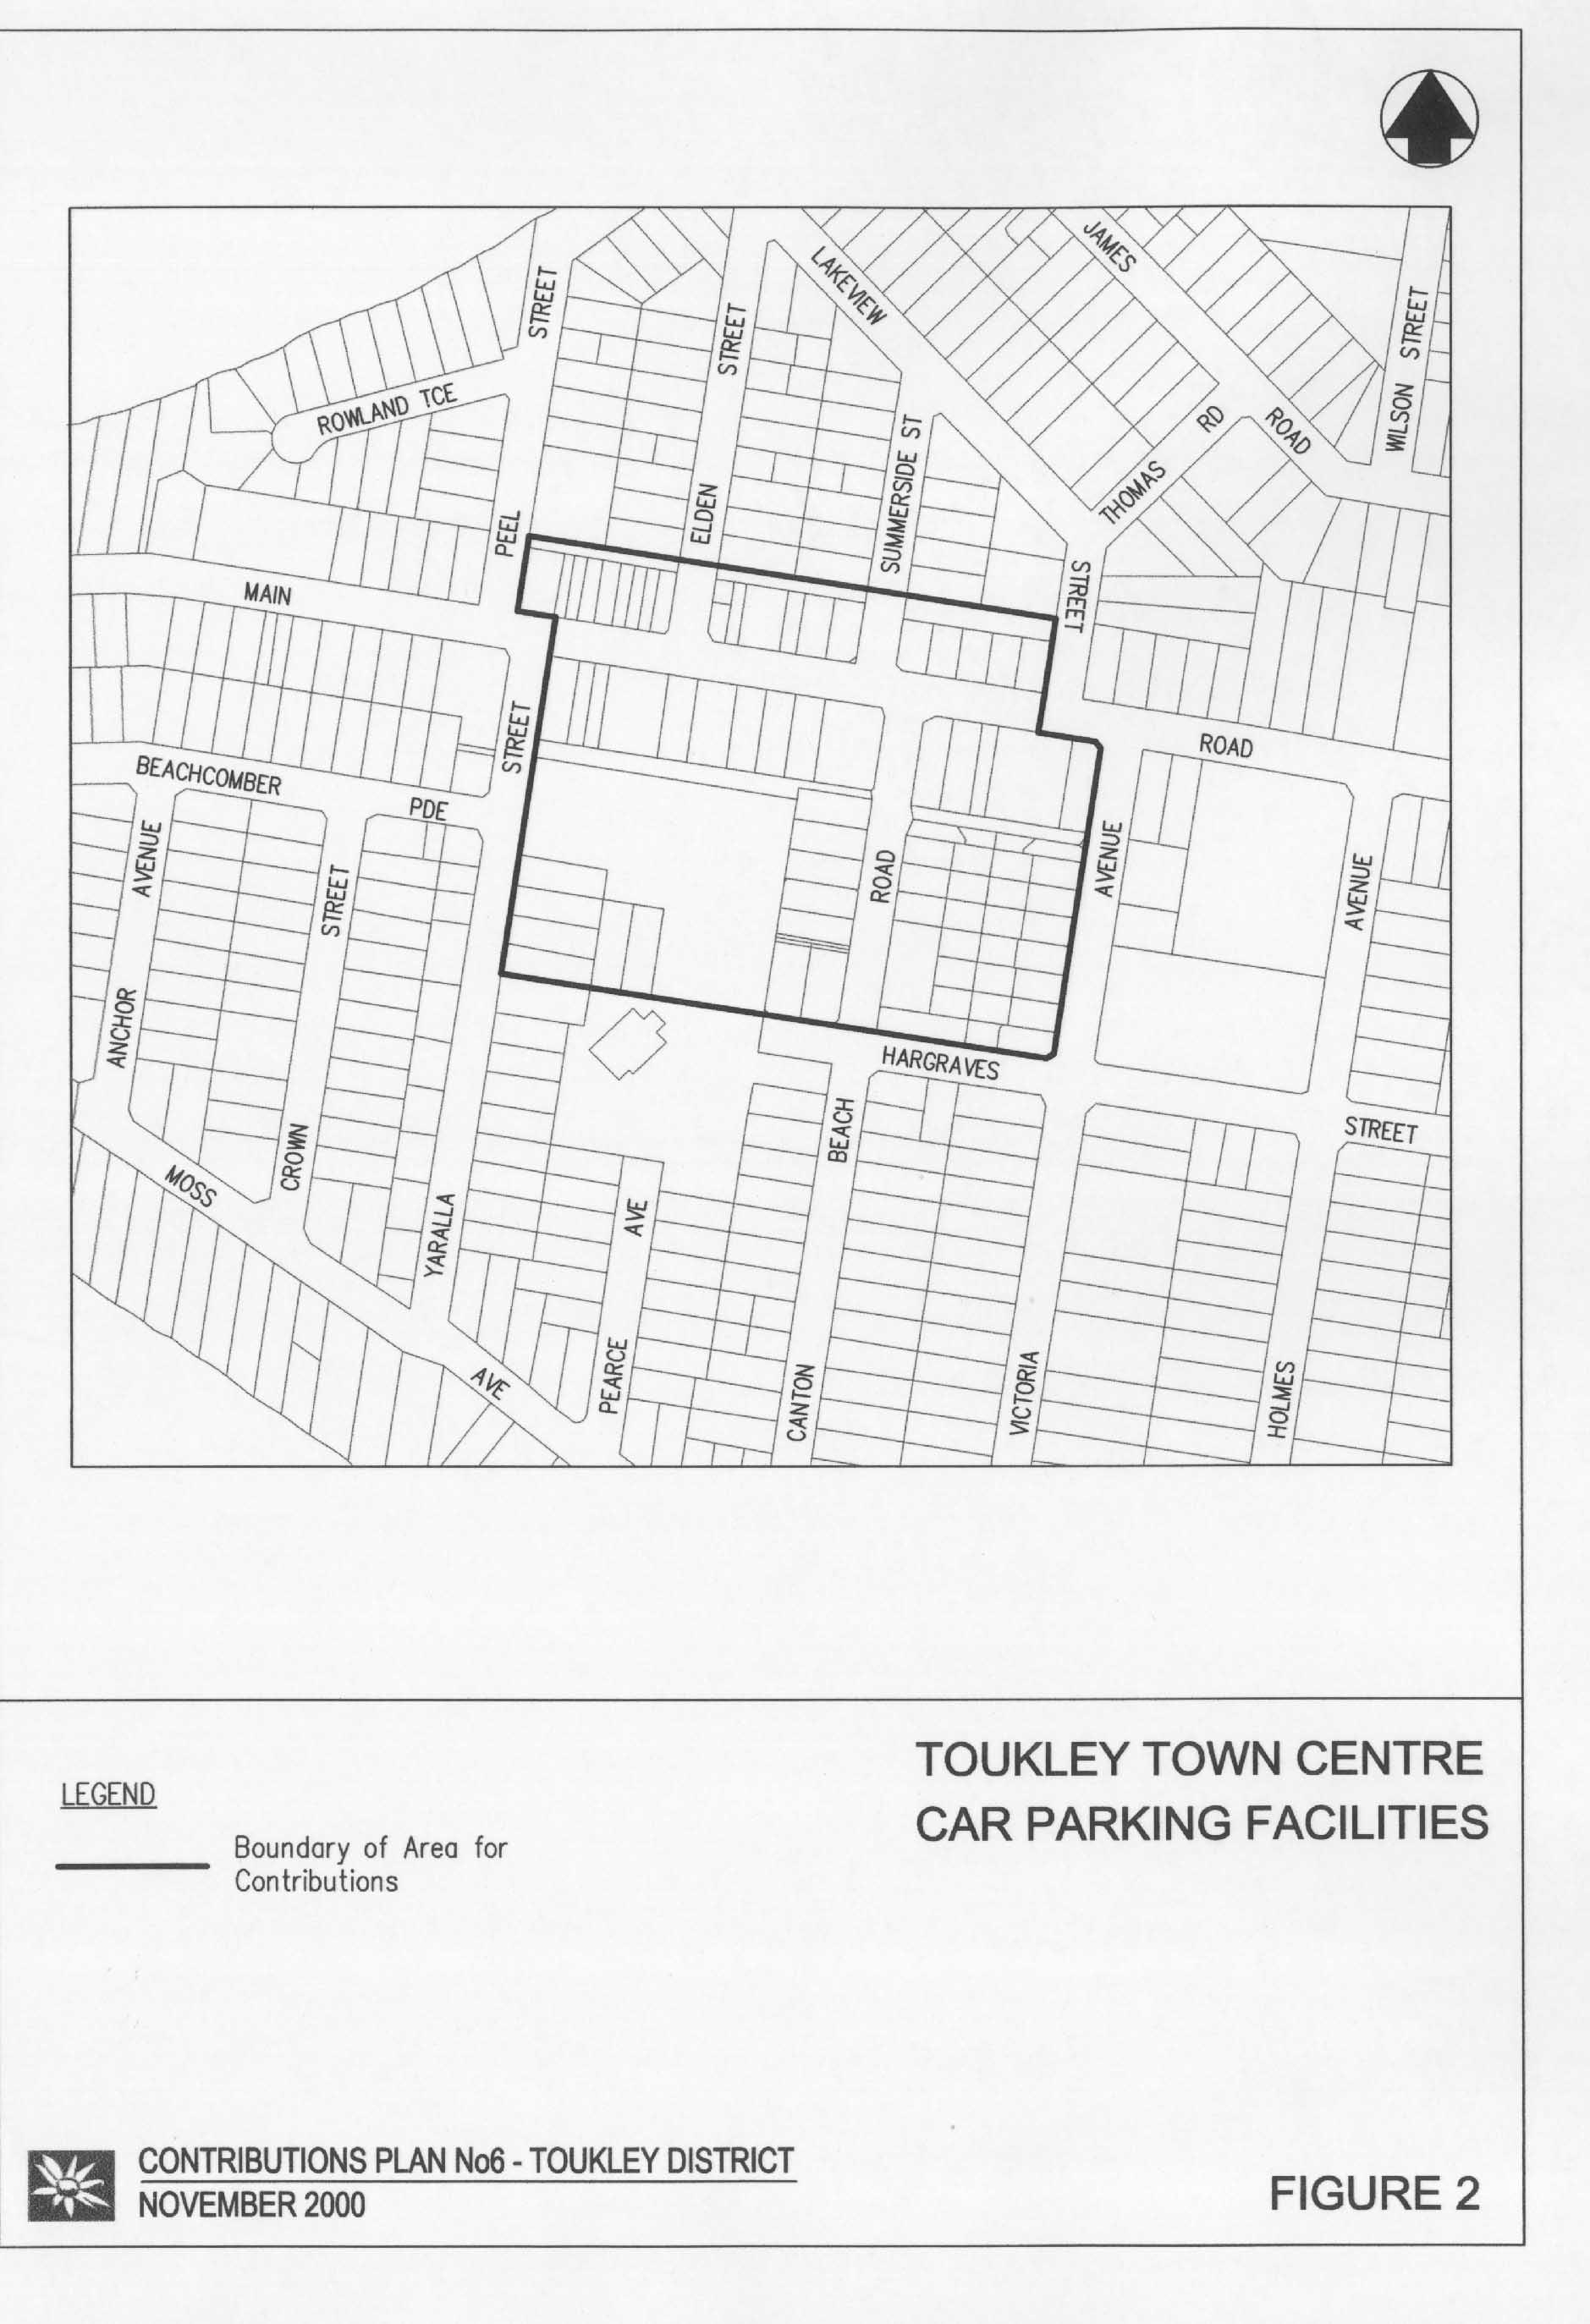 JAMES
LAKEVIEW
STREET
STREET
STREET
ROWLAND TCE
WILSON
ROAD
RD
THOMAS
SUMMERSIDE ST
ELDEN
PEEL
STREET
MAIN
STREET
ROAD
BEACHCOMBER
PDE
AVENUE
STREET
ROAD
AVENUE
AVENUE
ANCHOR
HARGRAVES
STREET
BEACH
CROWN
MOSS
YARALLA
AVE
AVE
PEARCE
CANTON
VICTORIA
HOLMES
TOUKLEY TOWN CENTRE
CAR PARKING FACILITIES
LEGEND
Boundary of Area for
Contributions
CONTRIBUTIONS PLAN No6 - TOUKLEY DISTRICT
NOVEMBER 2000
FIGURE 2